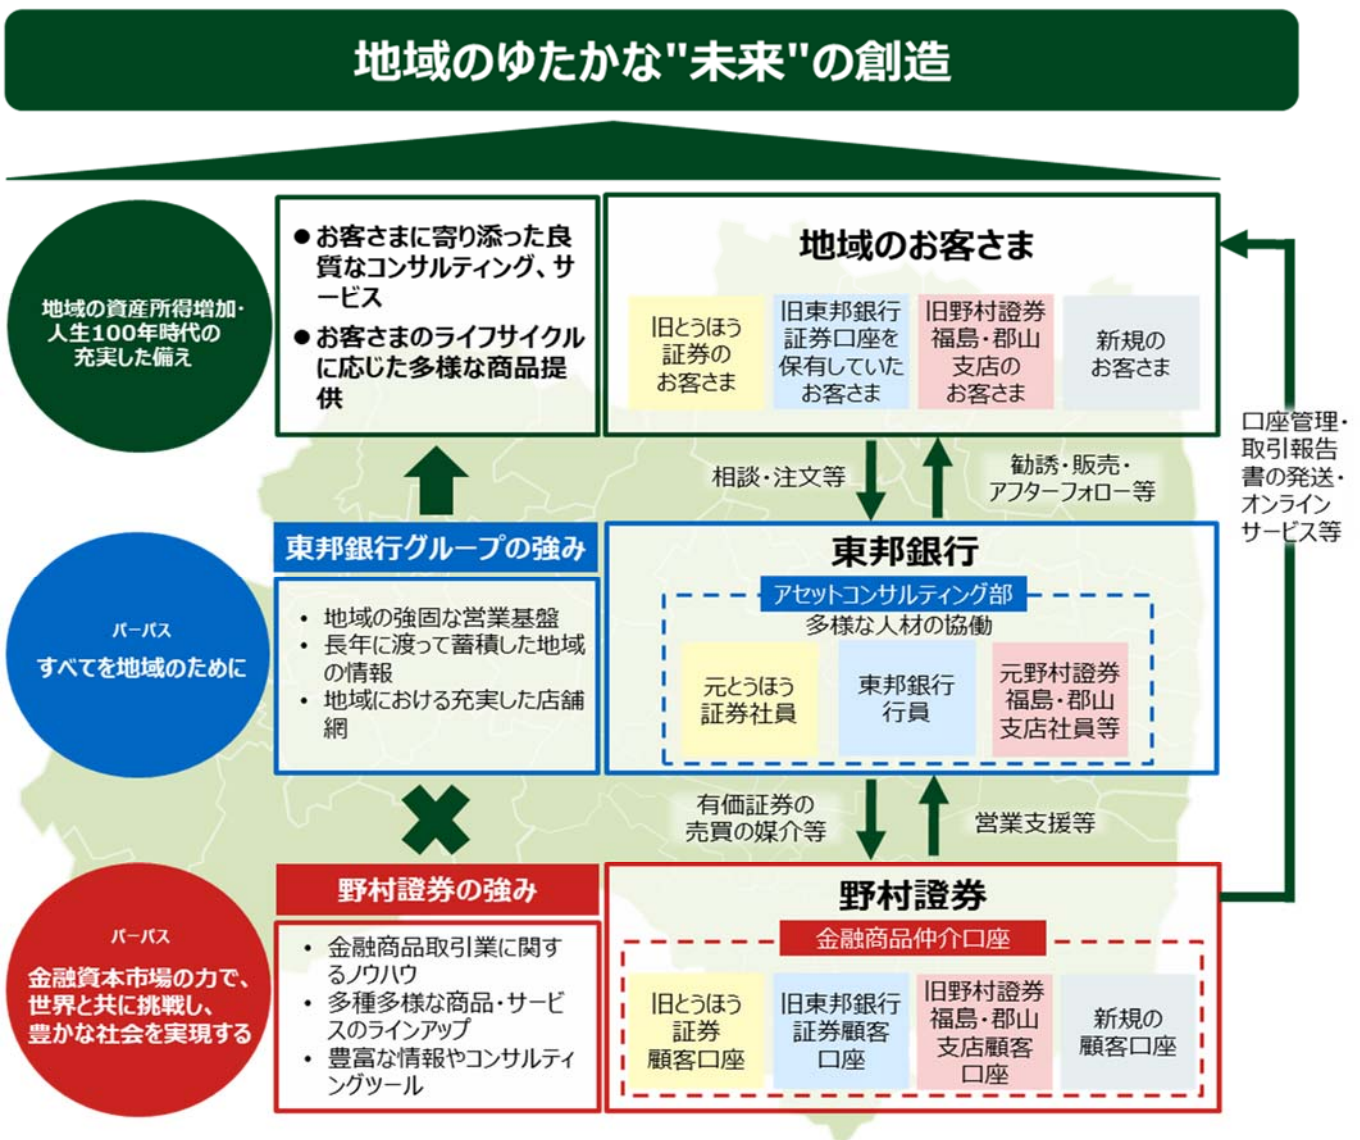 地域のゆたかな"未来"の創造
地域の資産所得増加・
人生100年時代の
充実した備え
●お客さまに寄り添った良
質なコンサルティング、サ
ービス
●お客さまのライフサイクル
に応じた多様な商品提
供
地域のお客さま
旧とうほう
証券の
お客さま
旧東邦銀行
証券口座を
保有していた
お客さま
旧野村證券
福島・郡山
支店の
お客さま
新規の
お客さま
相談・注文等
勧誘・販売・
アフターフォロー等
口座管理・
取引報告
書の発送・
オンライン
サービス等
パーパス
すべてを地域のために
東邦銀行グループの強み
• 地域の強固な営業基盤
• 長年に渡って蓄積した地域
の情報
• 地域における充実した店舗
網
東邦銀行
アセットコンサルティング部
多様な人材の協働
元とうほう
証券社員
東邦銀行
行員
元野村證券
福島・郡山
支店社員等
有価証券の
売買の媒介等
営業支援等
パーパス
金融資本市場の力で、
世界と共に挑戦し、
豊かな社会を実現する
野村證券の強み
• 金融商品取引業に関す
るノウハウ
• 多種多様な商品・サービ
スのラインアップ
• 豊富な情報やコンサルティ
ングツール
野村證券
金融商品仲介口座
旧とうほう
証券
顧客口座
旧東邦銀行
証券顧客
口座
旧野村證券
福島・郡山
支店顧客
口座
新規の
顧客口座